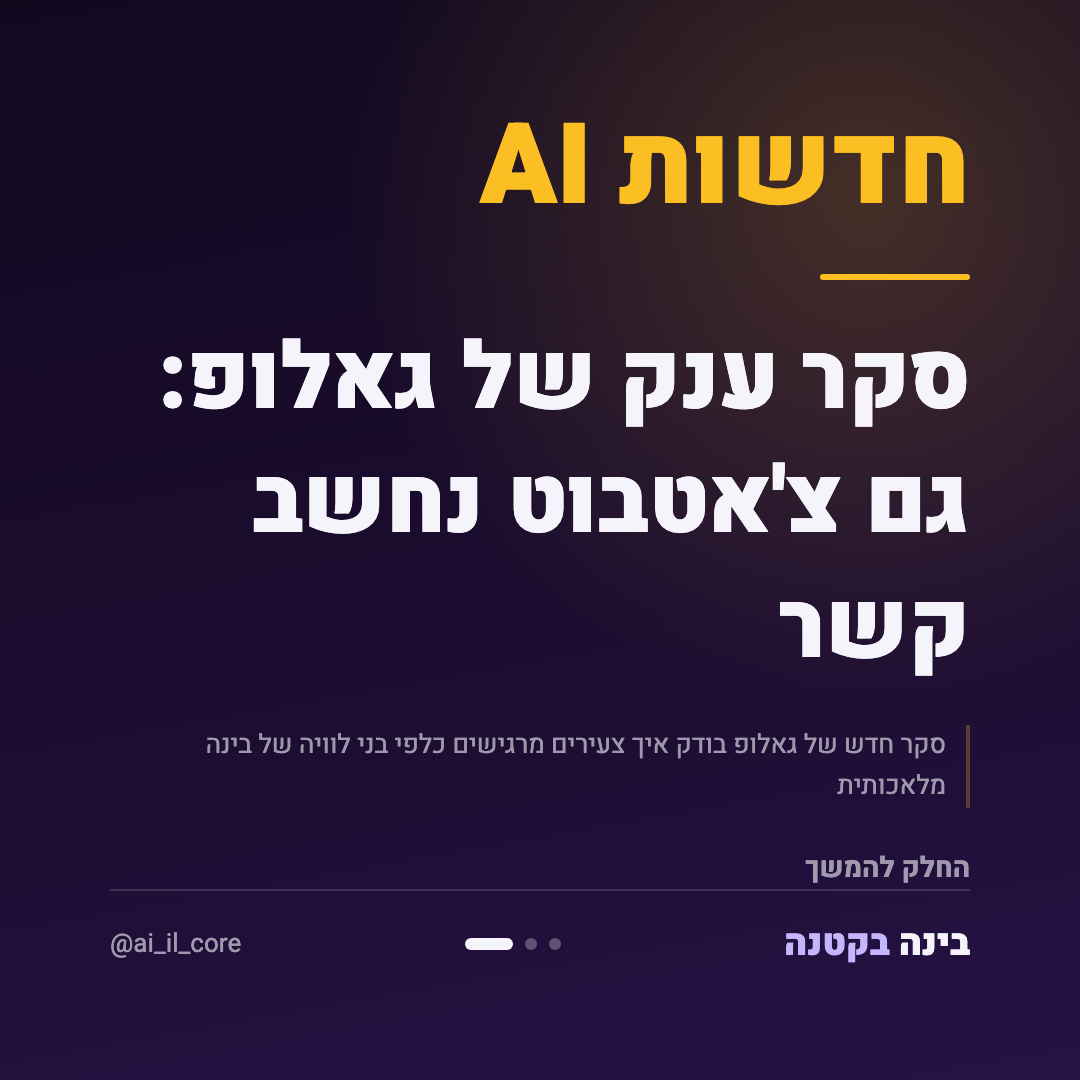 חדשות AI
סקר ענק של גאלופ:
גם צ'אטבוט נחשב
קשר
סקר חדש של גאלופ בודק איך צעירים מרגישים כלפי בני לוויה של בינה
מלאכותית
החלק להמשך
בינה בקטנה
@ai_il_core